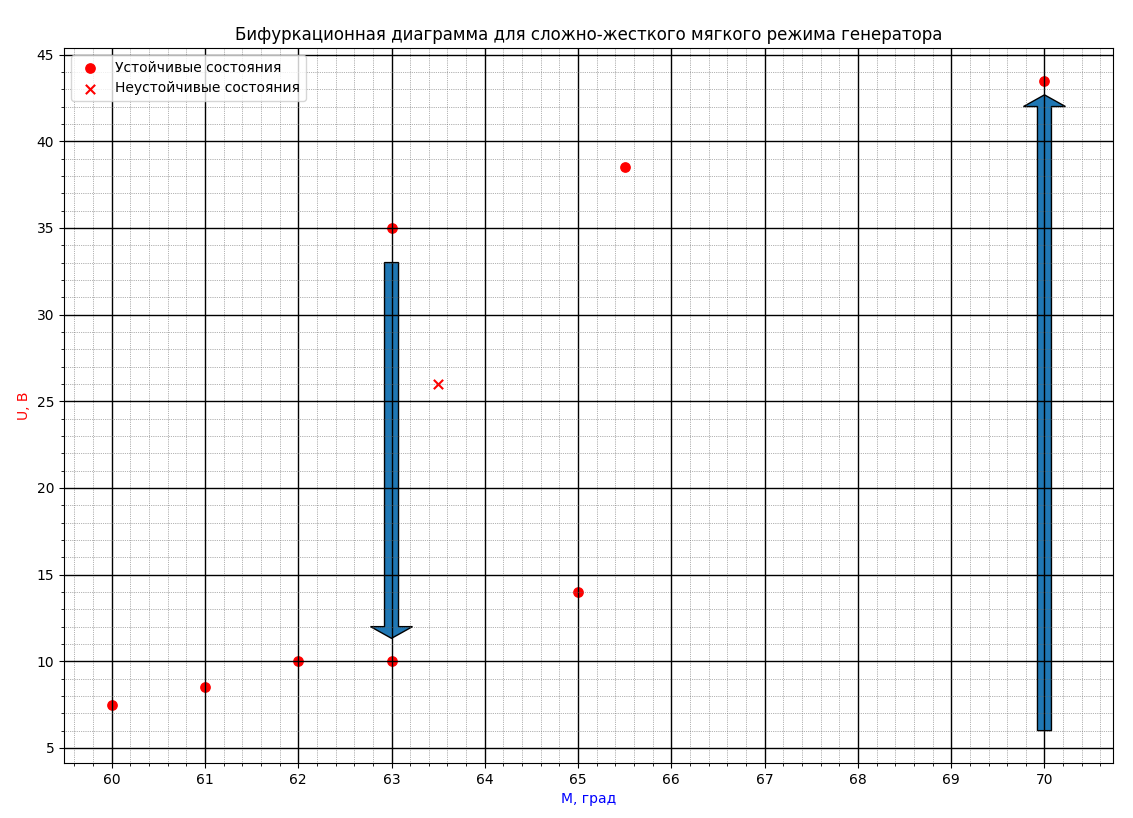 Бифуркационная диаграмма для сложно-жесткого мягкого режима генератора
Устойчивые состояния
Неустойчивые состояния
45
40
35
30
25
20
15
10
5
U, В
60 61 62 63 64 65 66 67 68 69 70
М, град